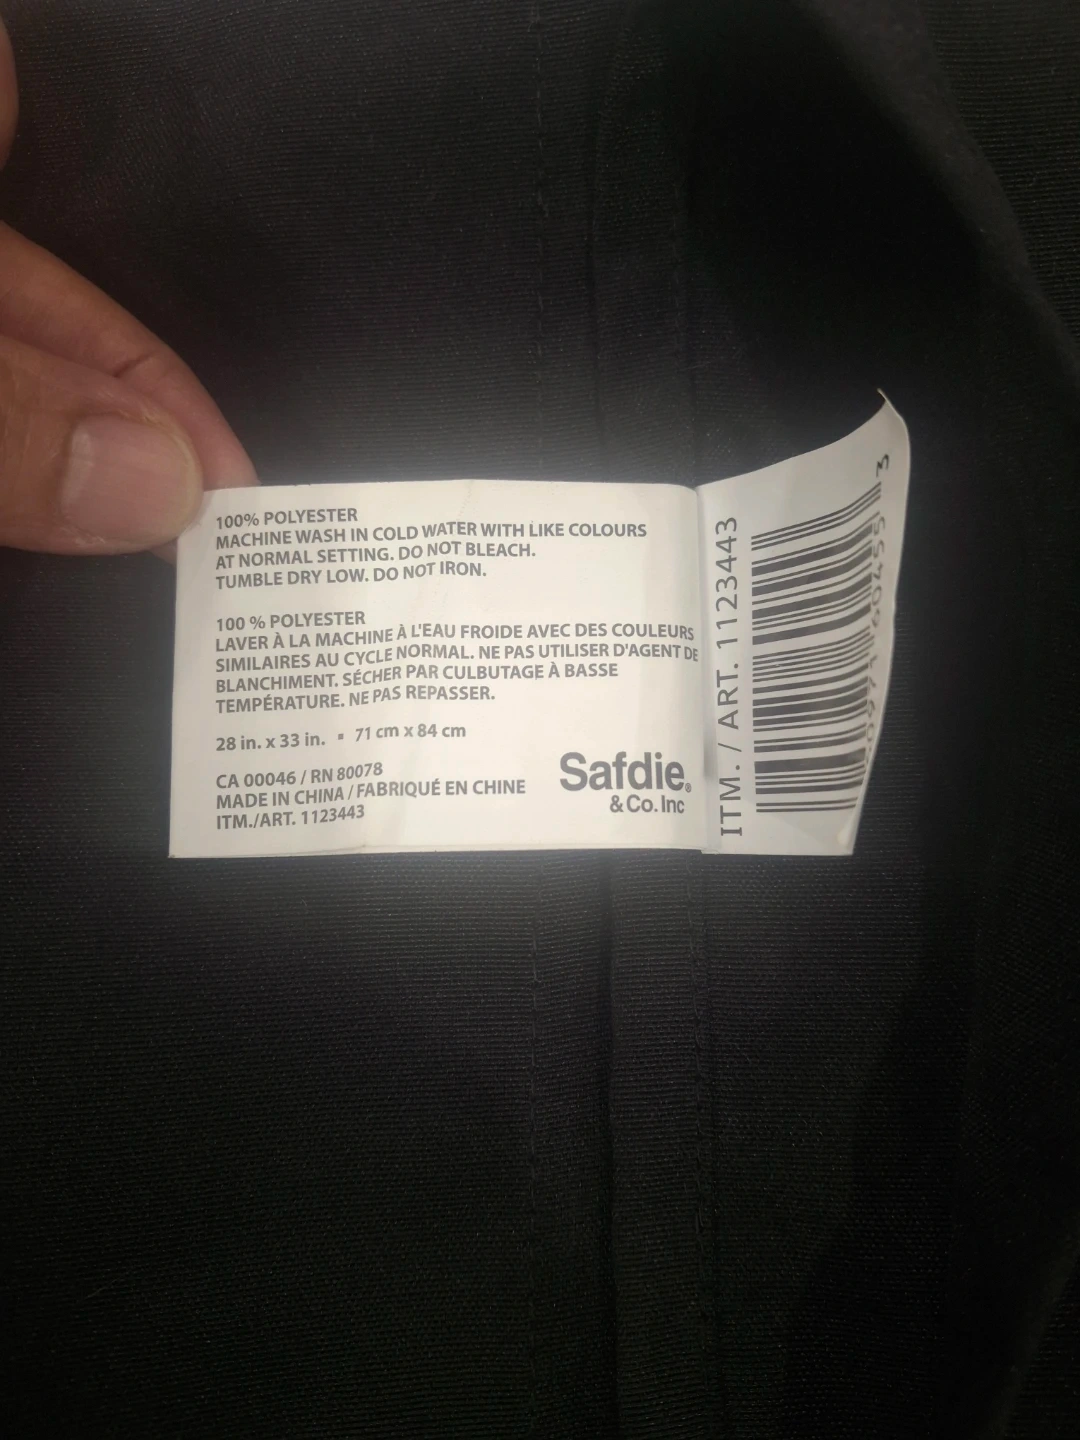 100% POLYESTER
MACHINE WASH IN COLD WATER WITH LIKE COLOURS
AT NORMAL SETTING. DO NOT BLEACH.
TUMBLE DRY LOW. DO NOT IRON.
100 % POLYESTER
LAVER À LA MACHINE À L'EAU FROIDE AVEC DES COULEURS
SIMILAIRES AU CYCLE NORMAL. NE PAS UTILISER D'AGENT DE
BLANCHIMENT. SÉCHER PAR CULBUTAGE À BASSE
TEMPÉRATURE. NE PAS REPASSER.
28 in. x 33 in. ▪ 71 cm x 84 cm
CA 00046 / RN 80078
MADE IN CHINA / FABRIQUÉ EN CHINE
ITM./ART. 1123443
Safdie®
& Co. Inc
ITM. / ART. 1123443